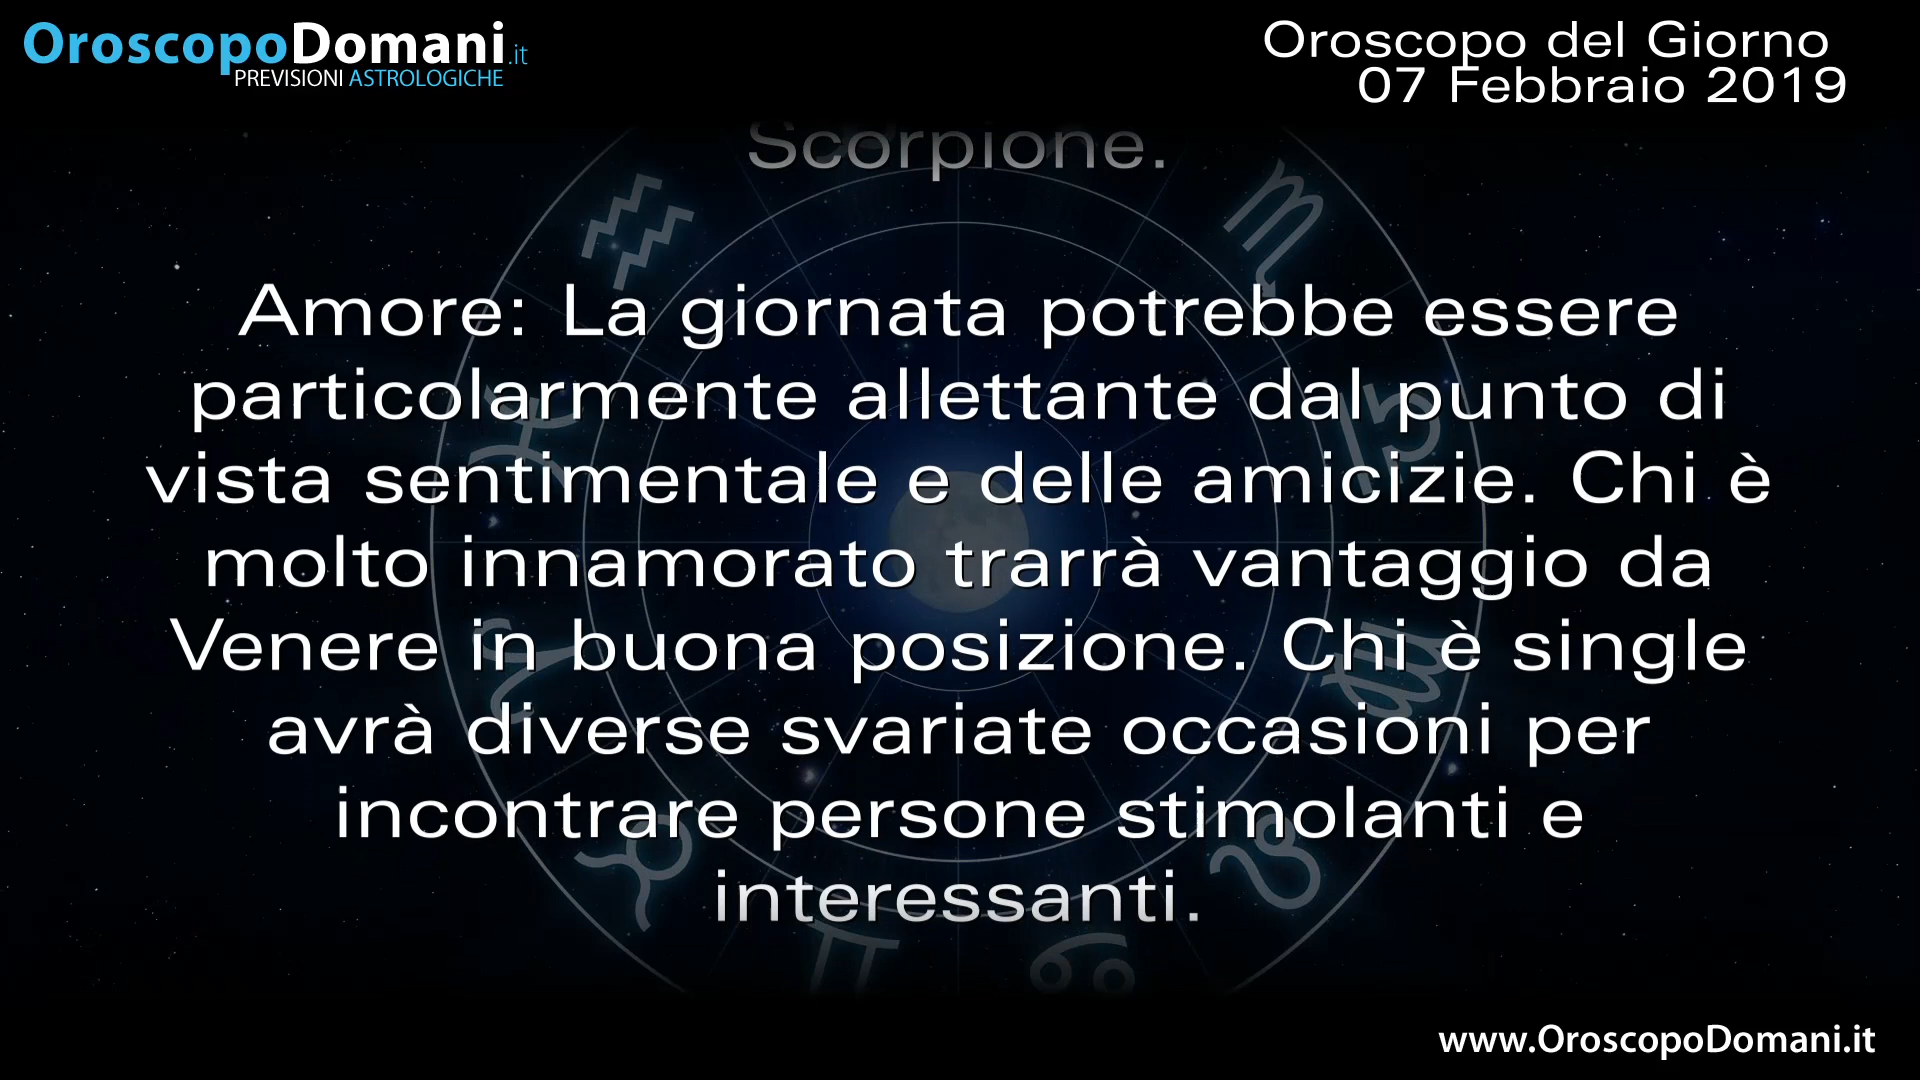 OroscopoDomani.it
PREVISIONI ASTROLOGICHE
Oroscopo del Giorno
07 Febbraio 2019
Scorpione.
Amore: La giornata potrebbe essere
particolarmente allettante dal punto di
vista sentimentale e delle amicizie. Chi è
molto innamorato trarrà vantaggio da
Venere in buona posizione. Chi è single
avrà diverse svariate occasioni per
incontrare persone stimolanti e
interessanti.
www.OroscopoDomani.it